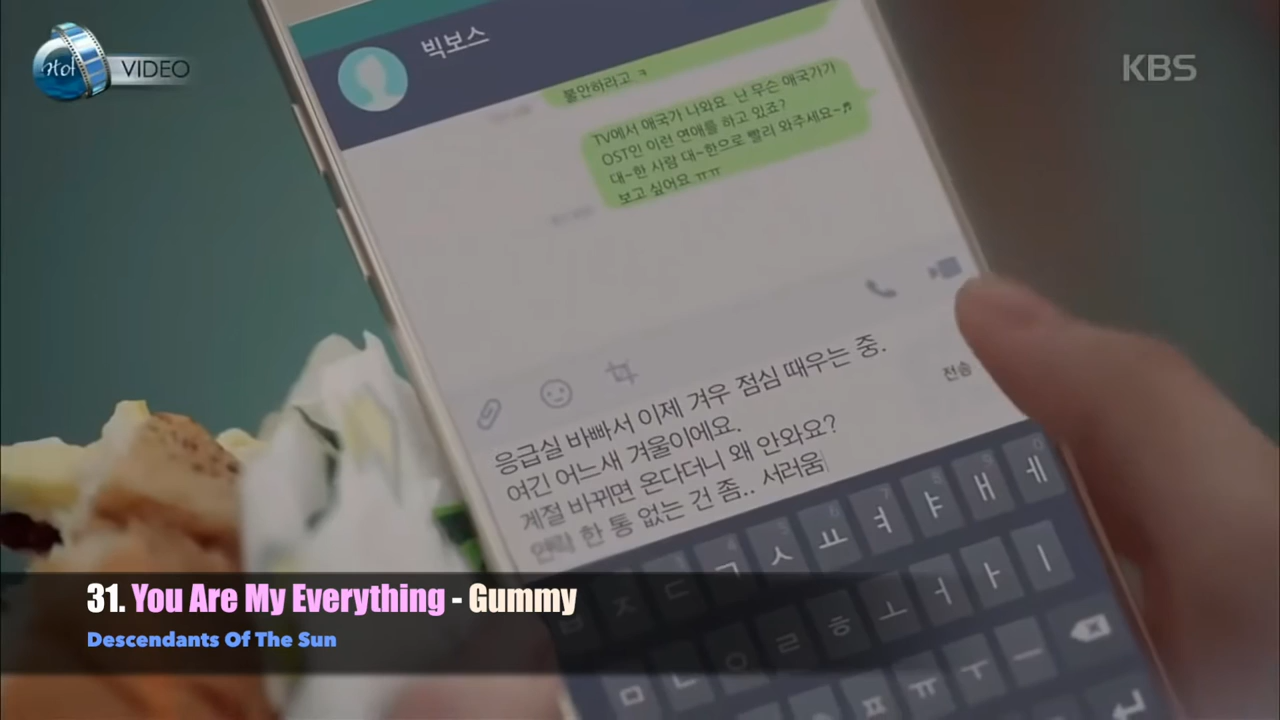 Hof VIDEO
KBS
빅보스
불안하라고 ㅋ
TV에서 애국가 나와요 난 무슨 애국가가
OST인 이런 연애를 하고 있죠?
대~한 사람 대~한으로 빨리 와주세요~♬
보고 싶어요 ㅠㅠ
응급실 바빠서 이제 겨우 점심 때우는 중.
전송
여긴 어느새 겨울이에요.
계절 바뀌면 온다더니 왜 안와요?
연락 한 통 없는 건 좀.. 서러움
ㅈ ㄷ ㄱ ㅅ ㅛ ㅕ ㅑ ㅐ ㅔ
ㅁ ㄴ ㅇ ㄹ ㅎ ㅗ ㅓ ㅏ ㅣ
ㅍ ㅠ ㅜ ㅡ
31. You Are My Everything - Gummy
Descendants Of The Sun